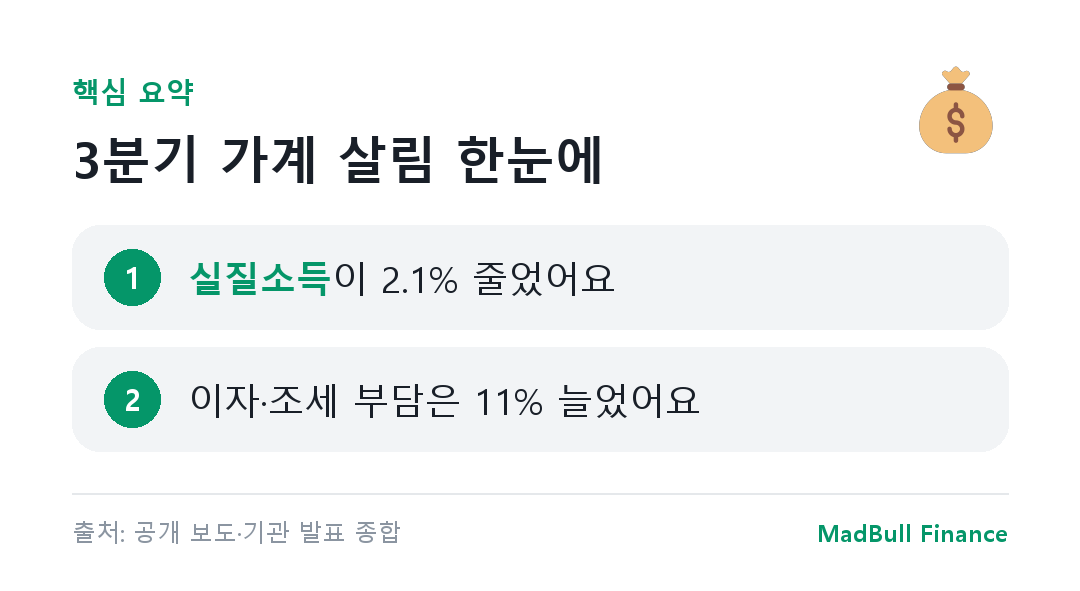 핵심 요약
3분기 가계 살림 한눈에
$
1 실질소득이 2.1% 줄었어요
2 이자·조세 부담은 11% 늘었어요
출처: 공개 보도·기관 발표 종합
MadBull Finance